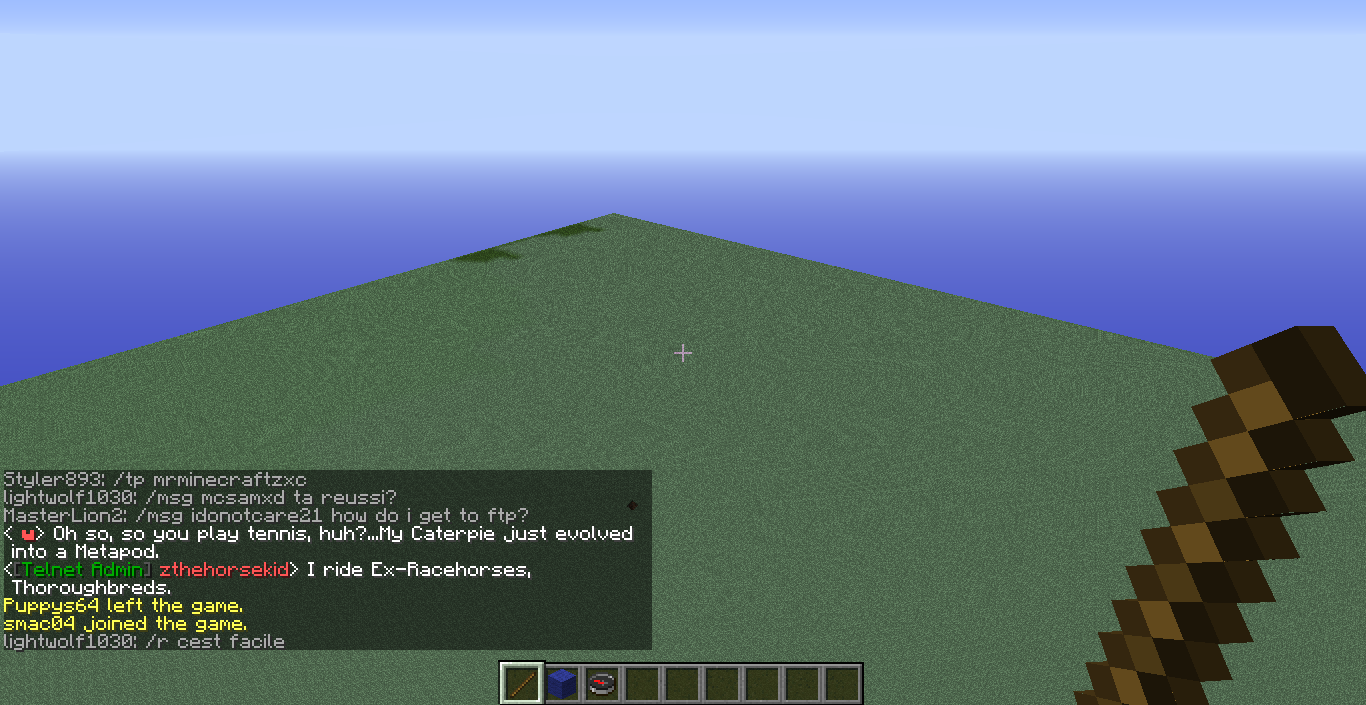 Styler893: /tp mrminecraftzxc
lightwolf1030: /msg mcsamxd ta reussi?
MasterLion2: /msg idonotcare21 how do i get to ftp?
< u> Oh so, so you play tennis, huh?...My Caterpie just evolved
into a Metapod.
<[Telnet Admin] zthehorsekid> I ride Ex-Racehorses,
Thoroughbreds.
Puppys64 left the game.
smac04 joined the game.
lightwolf1030: /r cest facile